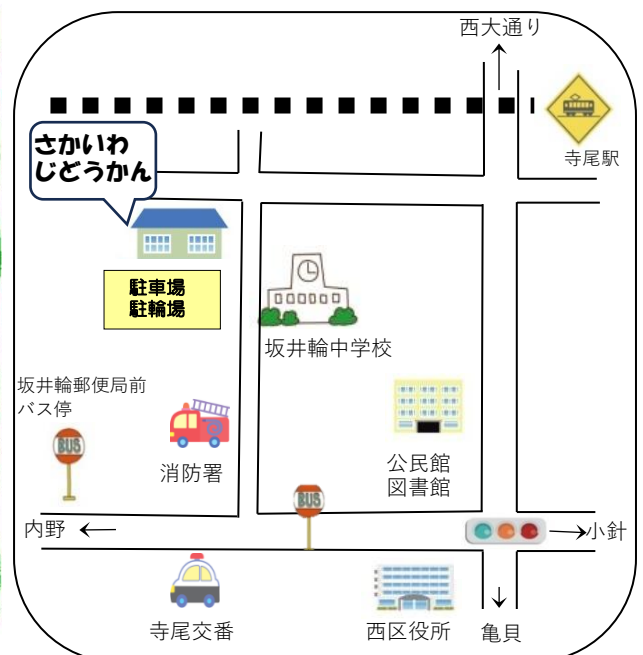 西大通り
寺尾駅
さかいわ
じどうかん
駐車場
駐輪場
坂井輪中学校
坂井輪郵便局前
バス停
BUS
消防署
公民館
図書館
BUS
内野
小針
寺尾交番
西区役所
亀貝